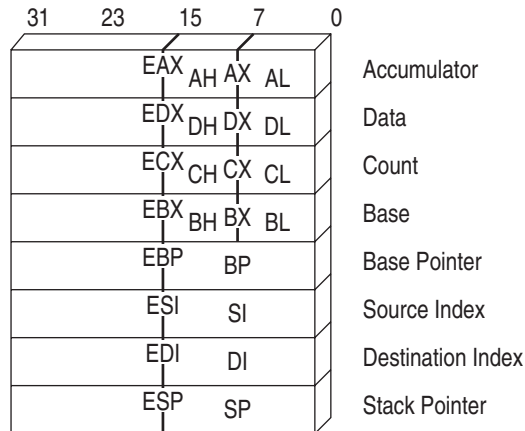 31 23 15 7 0
EAX AH AX AL Accumulator
EDX DH DX DL Data
ECX CH CX CL Count
EBX BH BX BL Base
EBP BP Base Pointer
ESI SI Source Index
EDI DI Destination Index
ESP SP Stack Pointer